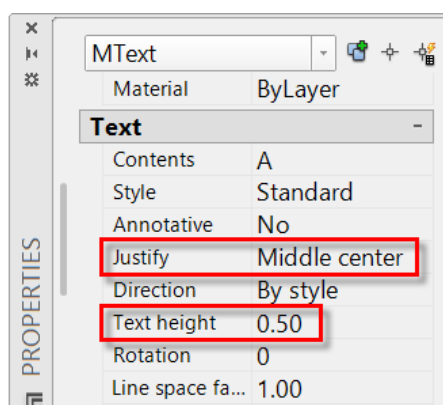 MText
Material ByLayer
Text
Contents A
Style Standard
Annotative No
Justify Middle center
Direction By style
Text height 0.50
Rotation 0
Line space fa... 1.00
PROPERTIES